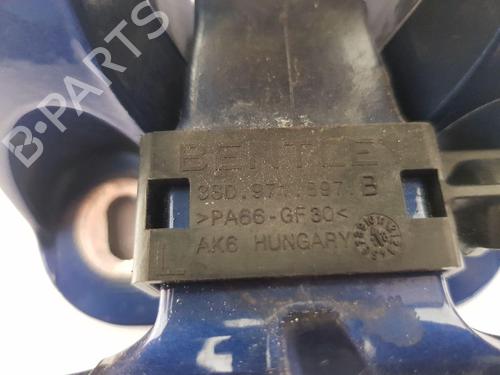 B-PARTS
BENTLEY
3SD.971.597.B
>PA66-GF30<
AK6 HUNGARY
L